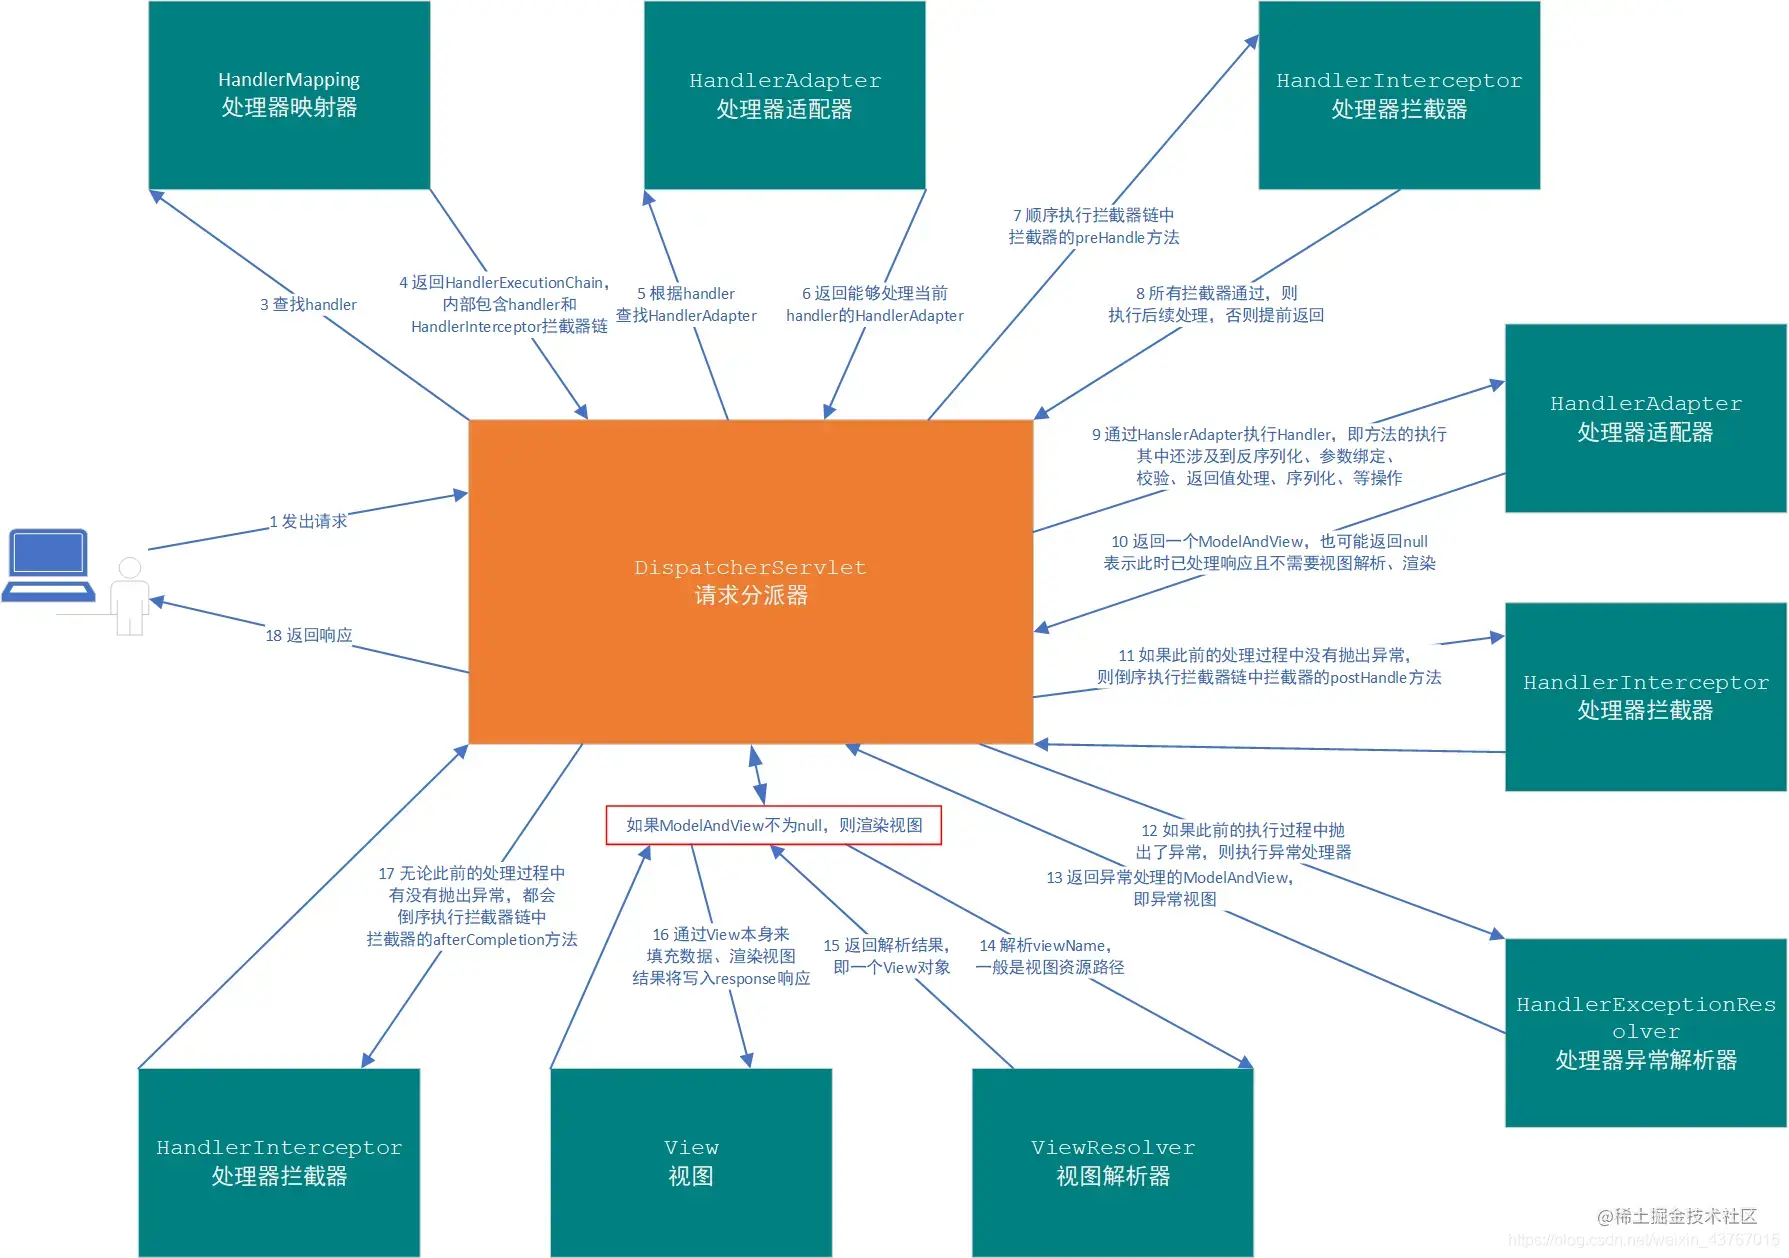 HandlerMapping
处理器映射器
HandlerAdapter
处理器适配器
HandlerInterceptor
处理器拦截器
7 顺序执行拦截器链中
拦截器的preHandle方法
3 查找handler
4 返回HandlerExecutionChain，
内部包含handler和
HandlerInterceptor拦截器链
5 根据handler
查找HandlerAdapter
6 返回能够处理当前
handler的HandlerAdapter
8 所有拦截器通过，则
执行后续处理，否则提前返回
HandlerAdapter
处理器适配器
9 通过HanslerAdapter执行Handler，即方法的执行
其中还涉及到反序列化、参数绑定、
校验、返回值处理、序列化、等操作
1 发出请求
DispatcherServlet
请求分派器
10 返回一个ModelAndView，也可能返回null
表示此时已处理响应且不需要视图解析、渲染
18 返回响应
11 如果此前的处理过程中没有抛出异常，
则倒序执行拦截器链中拦截器的postHandle方法
HandlerInterceptor
处理器拦截器
如果ModelAndView不为null，则渲染视图
12 如果此前的执行过程中抛
出了异常，则执行异常处理器
13 返回异常处理的ModelAndView，
即异常视图
17 无论此前的处理过程中
有没有抛出异常，都会
倒序执行拦截器链中
拦截器的afterCompletion方法
16 通过View本身来
填充数据、渲染视图
结果将写入response响应
15 返回解析结果，
即一个View对象
14 解析viewName，
一般是视图资源路径
HandlerExceptionRes
olver
处理器异常解析器
HandlerInterceptor
处理器拦截器
View
视图
ViewResolver
视图解析器
@稀土掘金技术社区
https://blog.csdn.net/weixin_43767015